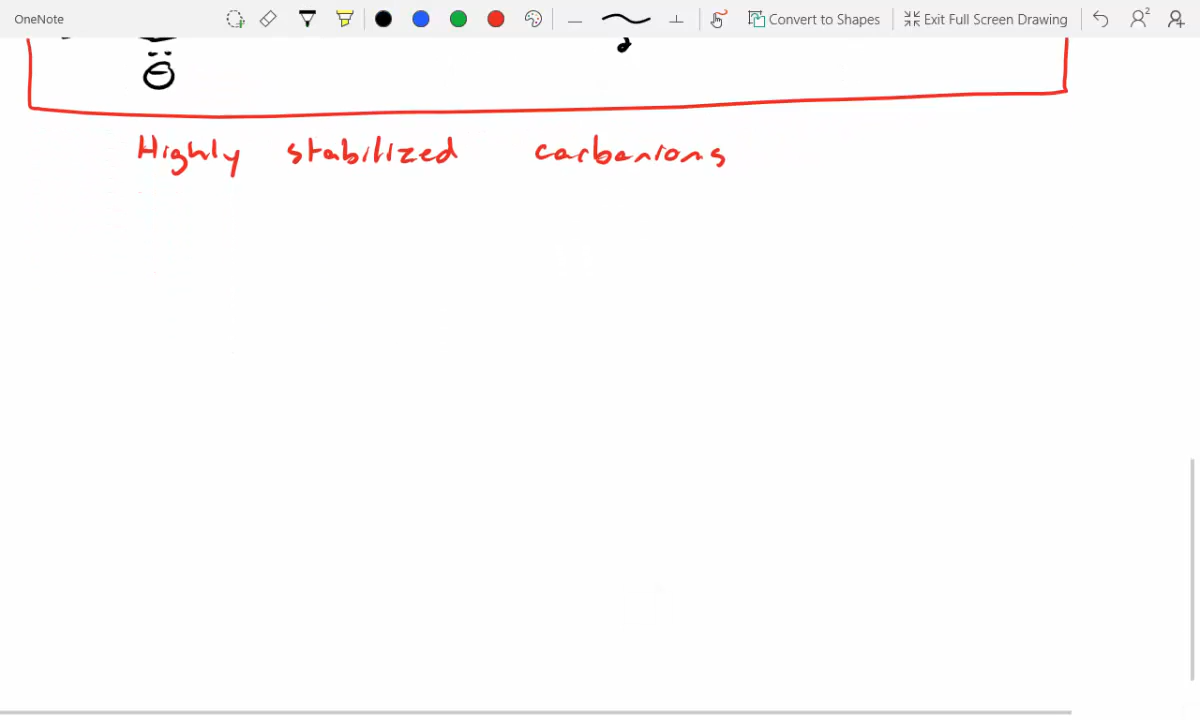 OneNote
Convert to Shapes
Exit Full Screen Drawing
Highly stabilized carbanions